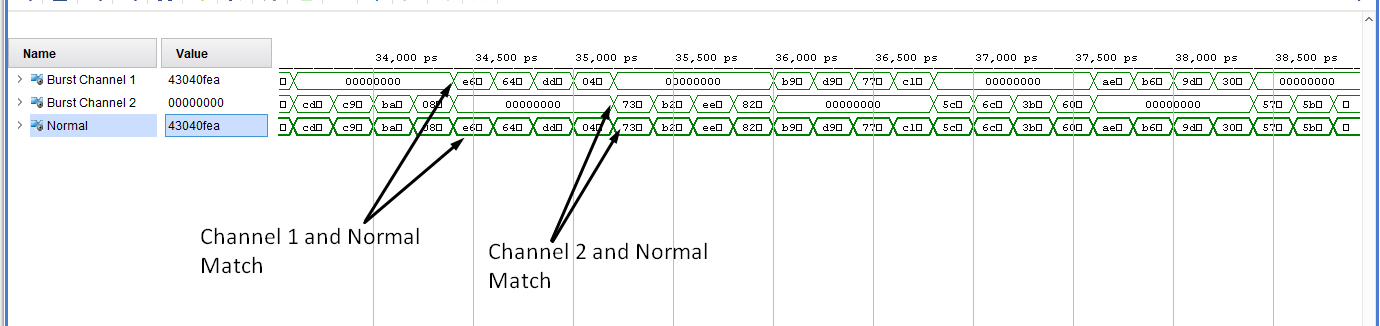 34,000 ps 34,500 ps 35,000 ps 35,500 ps 36,000 ps 36,500 ps 37,000 ps 37,500 ps 38,000 ps 38,500 ps
Name Value
Burst Channel 1 43040fea 00000000 e6 64 dd 04 00000000 b9 d9 77 c1 00000000 ae b6 9d 30 00000000
Burst Channel 2 00000000 cd c9 ba 08 00000000 73 b2 ee 82 00000000 5c 6c 3b 60 00000000 57 5b
Normal 43040fea cd c9 ba 08 e6 64 dd 04 73 b2 ee 82 b9 d9 77 c1 5c 6c 3b 60 ae b6 9d 30 57 5b
Channel 1 and Normal
Match
Channel 2 and Normal
Match